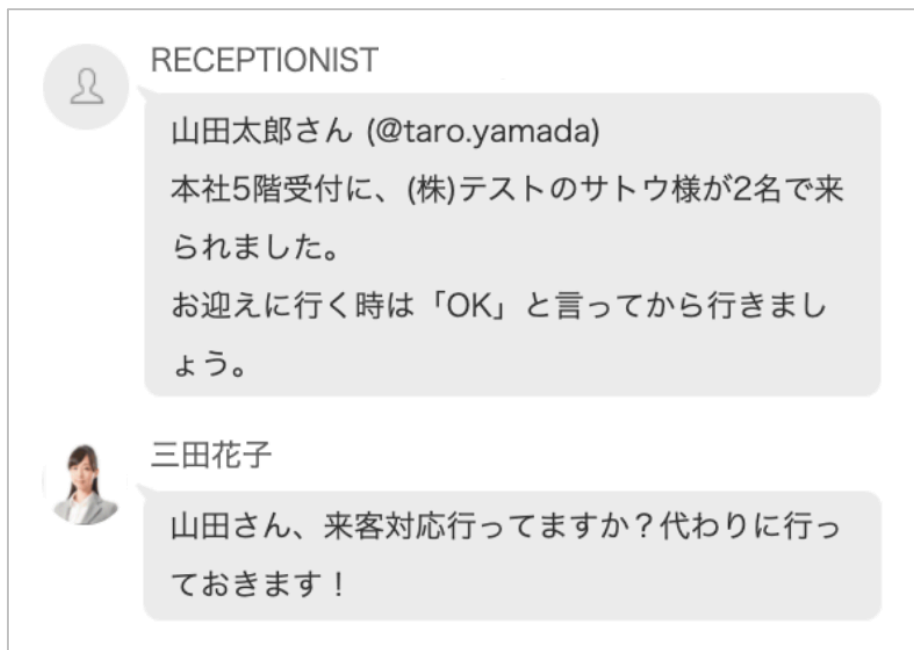 RECEPTIONIST
山田太郎さん (@taro.yamada)
本社5階受付に、(株)テストのサトウ様が2名で来
られました。
お迎えに行く時は「OK」と言ってから行きまし
ょう。
三田花子
山田さん、来客対応行ってますか？代わりに行っ
ておきます！